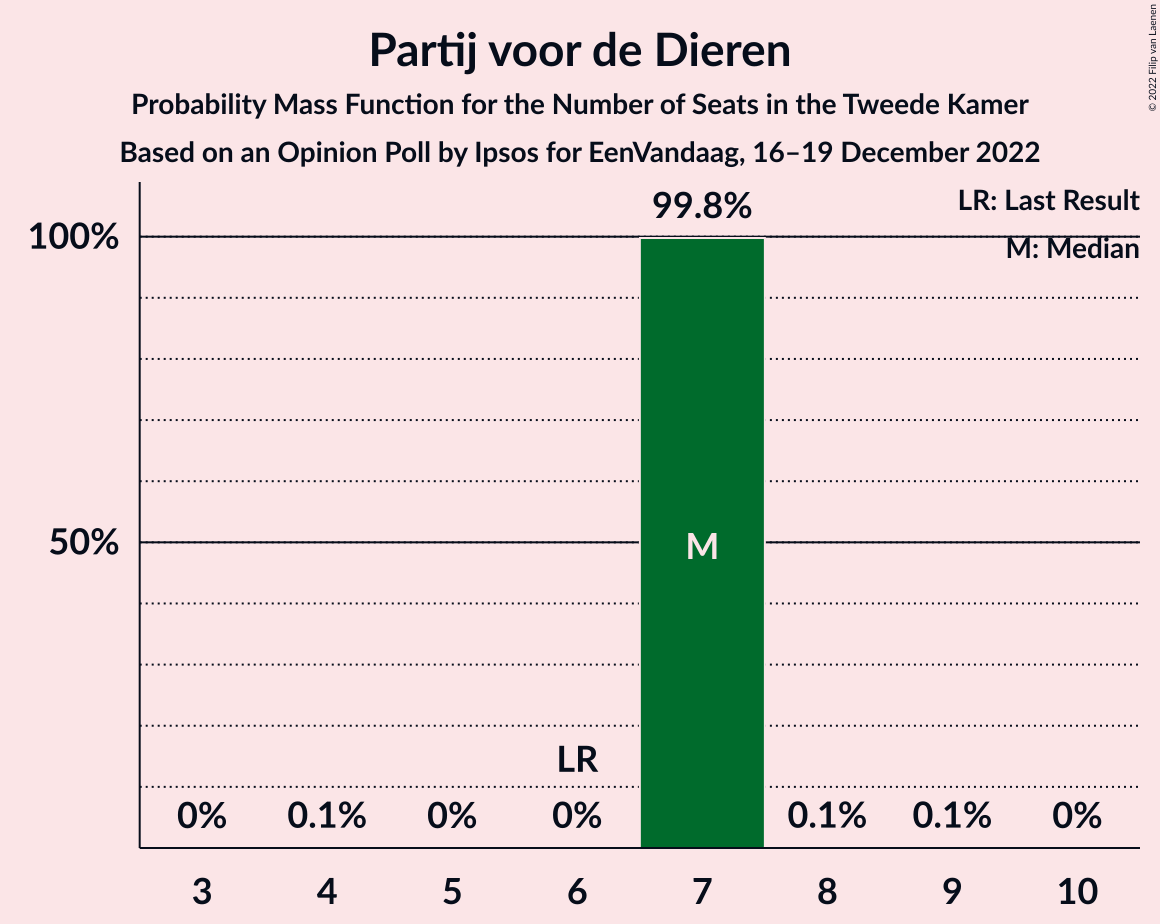 Partij voor de Dieren
Probability Mass Function for the Number of Seats in the Tweede Kamer
Based on an Opinion Poll by Ipsos for EenVandaag, 16–19 December 2022
© 2022 Filip van Laenen
99.8%
LR: Last Result
100%
M: Median
50%
M
LR
0% 0.1% 0% 0% 0.1% 0.1% 0%
3 4 5 6 7 8 9 10